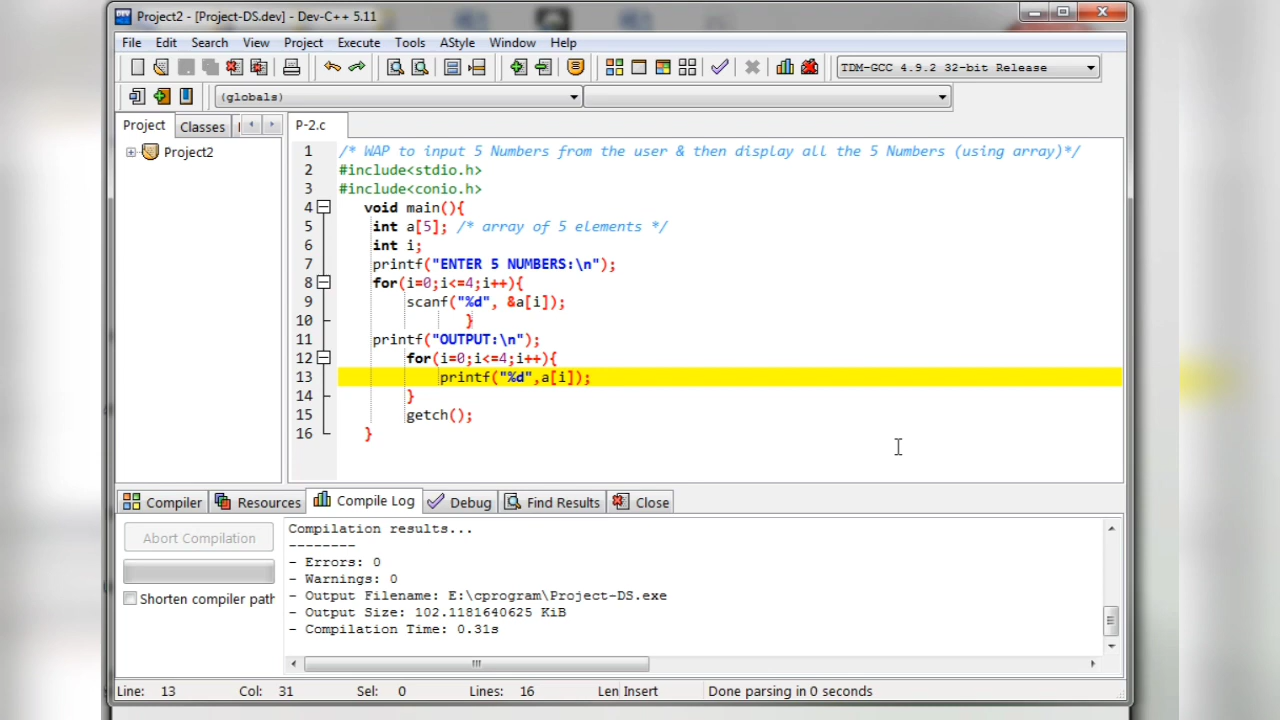 Project2 - [Project-DS.dev] - Dev-C++ 5.11
File Edit Search View Project Execute Tools AStyle Window Help
TDM-GCC 4.9.2 32-bit Release
(globals)
Project Classes P-2.c
Project2
1 /* WAP to input 5 Numbers from the user & then display all the 5 Numbers (using array)*/
2 #include<stdio.h>
3 #include<conio.h>
4 void main(){
5 int a[5]; /* array of 5 elements */
6 int i;
7 printf("ENTER 5 NUMBERS:\n");
8 for(i=0;i<=4;i++){
9 scanf("%d", &a[i]);
10 }
11 printf("OUTPUT:\n");
12 for(i=0;i<=4;i++){
13 printf("%d",a[i]);
14 }
15 getch();
16 }
Compiler Resources Compile Log Debug Find Results Close
Abort Compilation
Shorten compiler path
Compilation results...
--------
- Errors: 0
- Warnings: 0
- Output Filename: E:\cprogram\Project-DS.exe
- Output Size: 102.1181640625 KiB
- Compilation Time: 0.31s
Line: 13 Col: 31 Sel: 0 Lines: 16 Len Insert Done parsing in 0 seconds